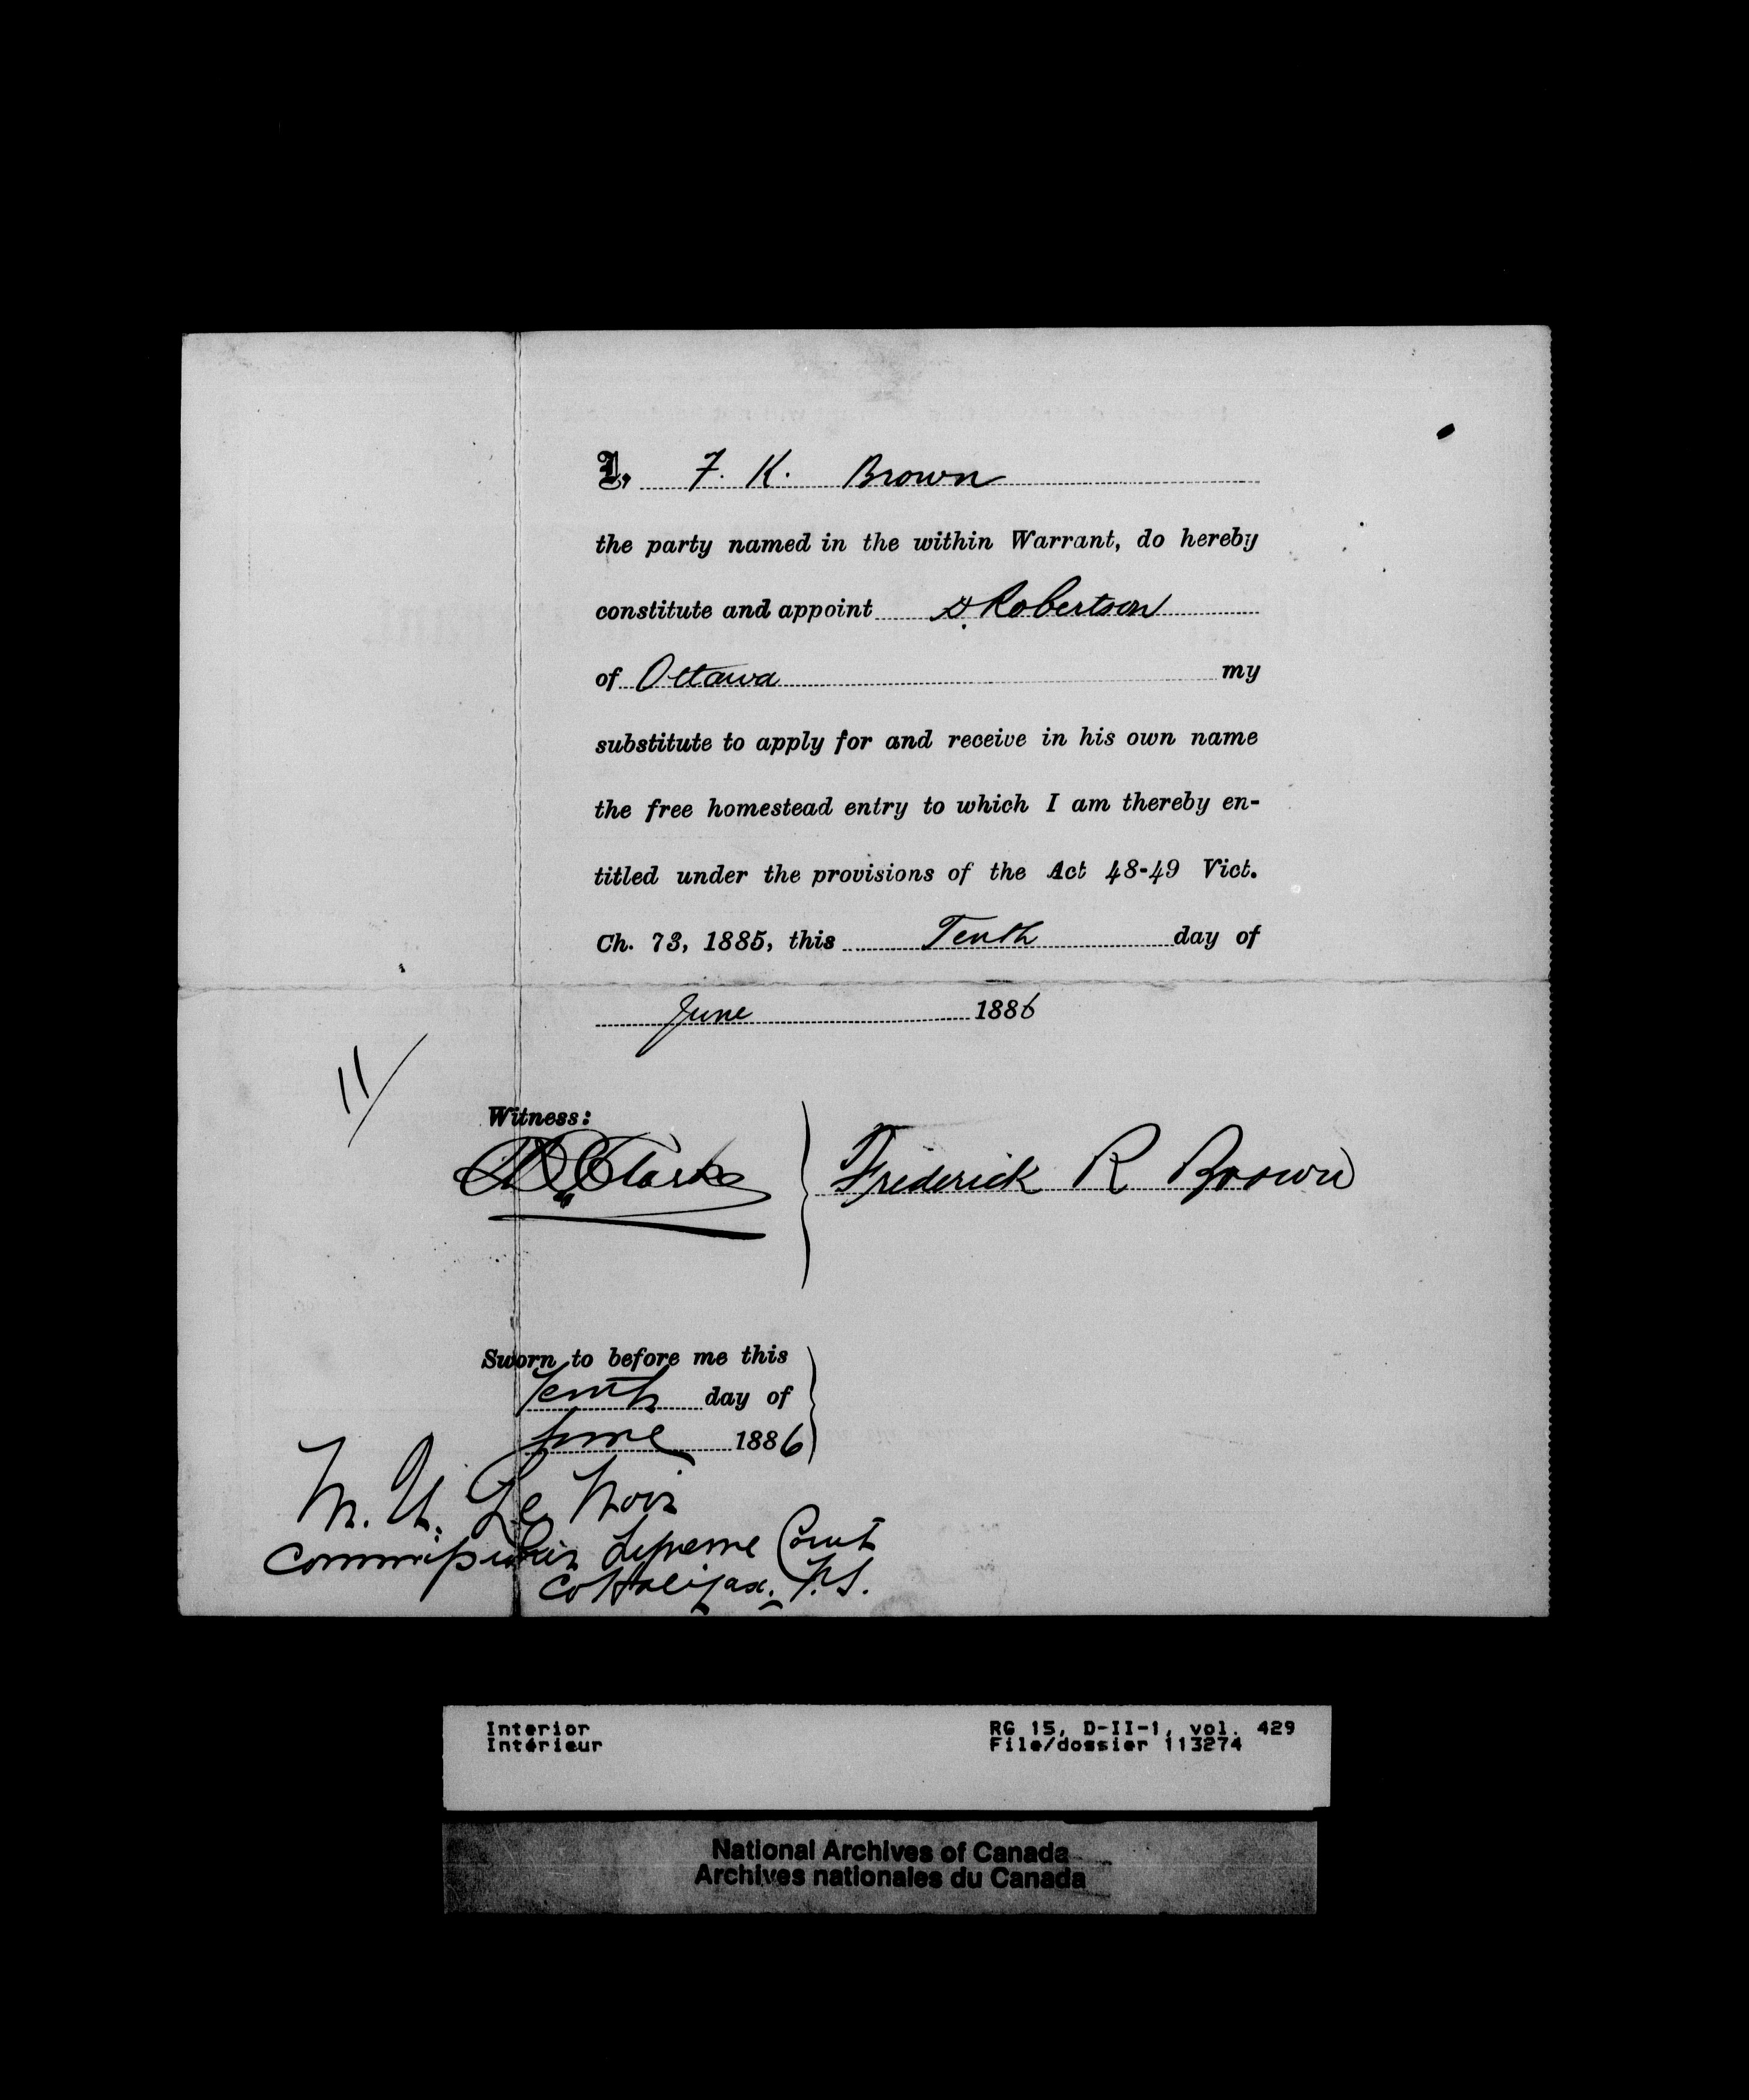 I, F. K. Brown
the party named in the within Warrant, do hereby
constitute and appoint D. Robertson
of Ottawa my
substitute to apply for and receive in his own name
the free homestead entry to which I am thereby en-
titled under the provisions of the Act 48-49 Vict.
Ch. 73, 1885, this Tenth day of
June 1886
11/
Witness:
Clarke
Frederick R Brown
Sworn to before me this
Tenth day of
June 1886
M. U. Le Noir
Commissioner Supreme Court
Co Halifax. N.S.
Interior
Intérieur
RG 15, D-II-1, vol. 429
File/dossier 113274
National Archives of Canada
Archives nationales du Canada